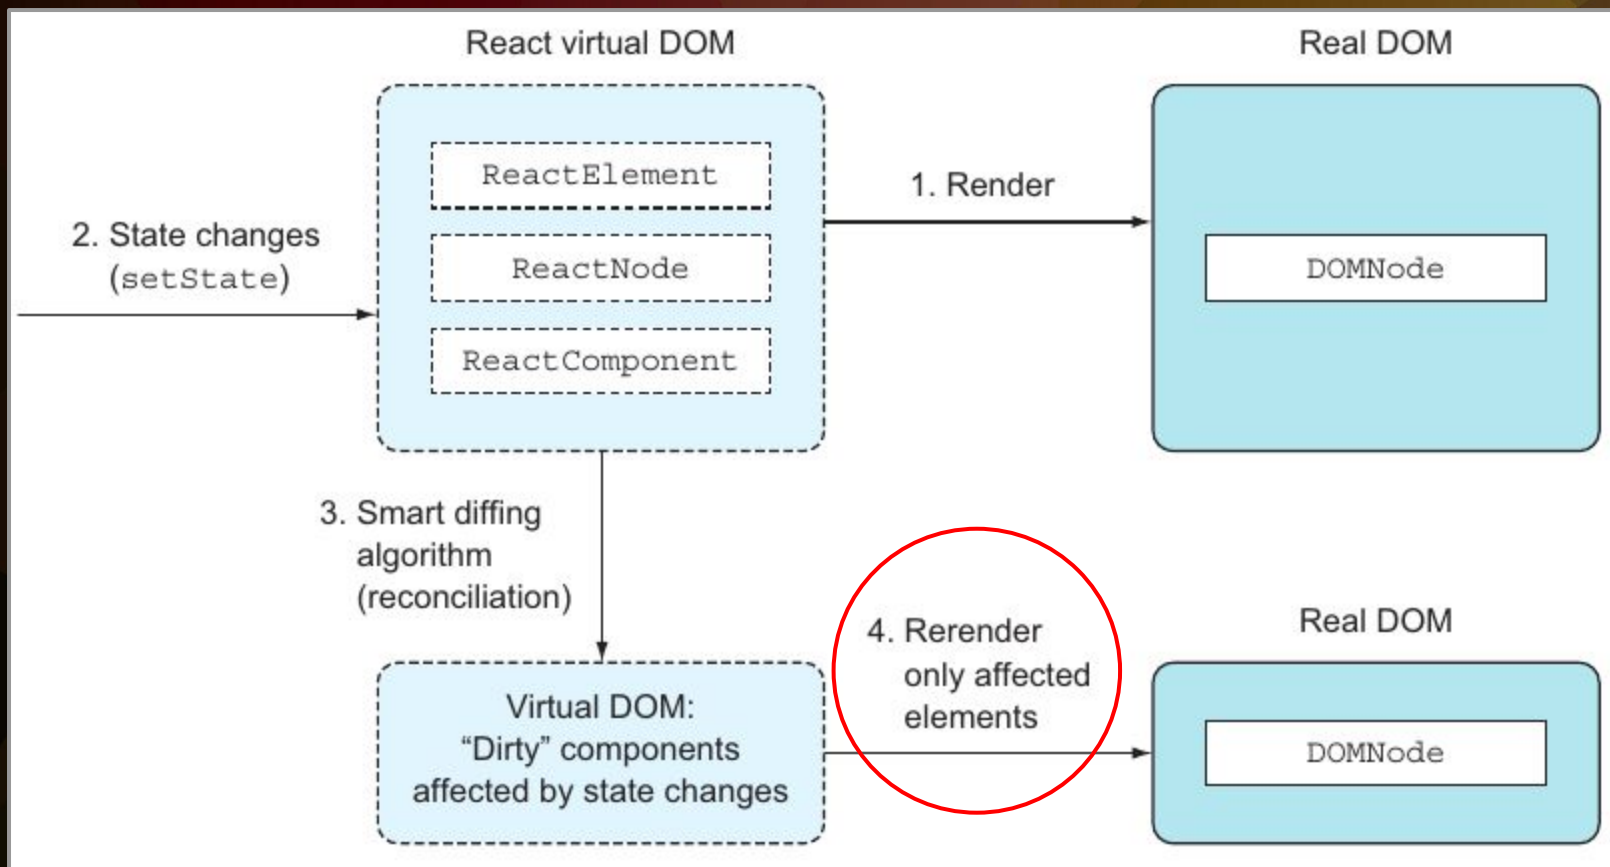 React virtual DOM
Real DOM
ReactElement
1. Render
2. State changes
(setState)
ReactNode
DOMNode
ReactComponent
3. Smart diffing
algorithm
(reconciliation)
4. Rerender
only affected
elements
Real DOM
Virtual DOM:
“Dirty” components
affected by state changes
DOMNode